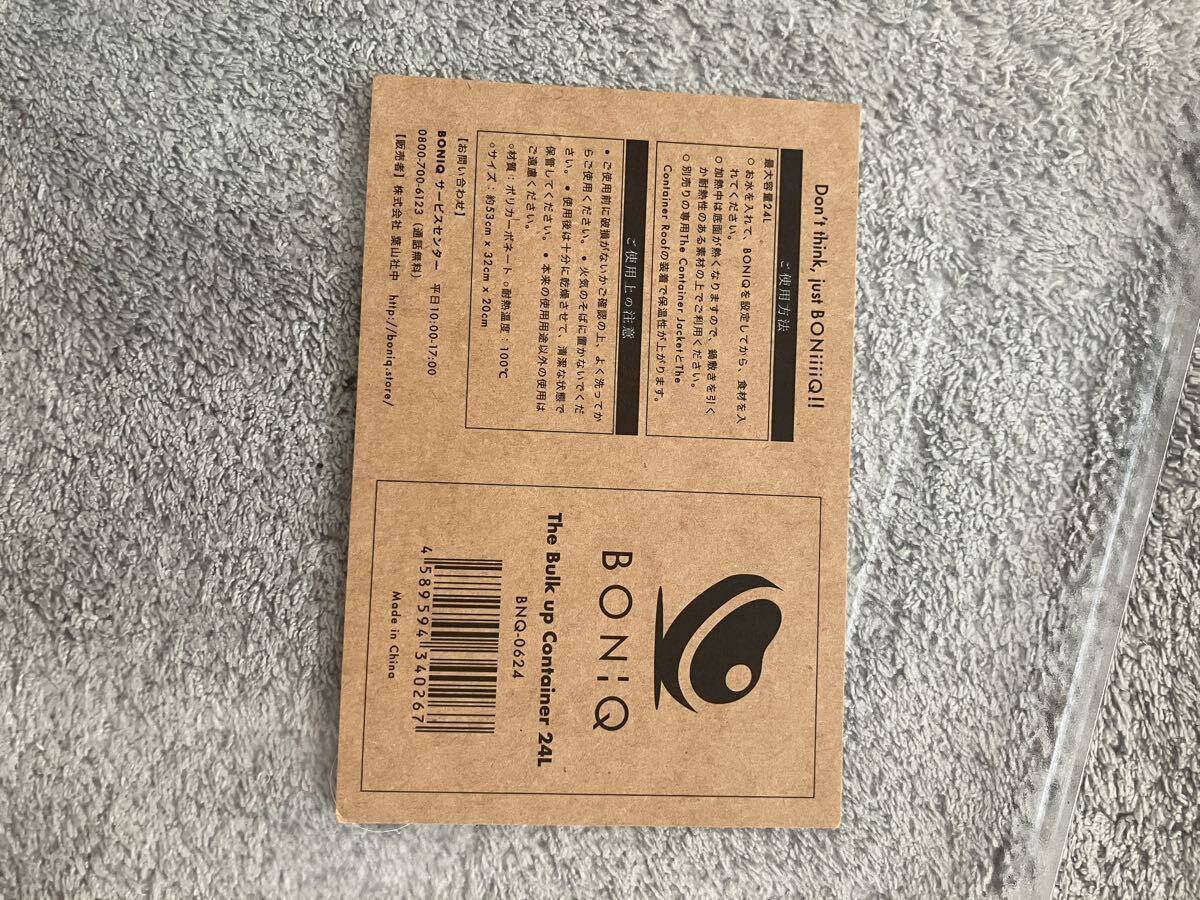 Don't think, just BONiiiiQ!!
ご使用方法
最大容量24L
○ お水を入れて、BONIQを設定してから、食材を入
れてください。
○ 加熱中は底面が熱くなりますので、鍋敷きを引く
か耐熱性のある素材の上でご利用ください。
○ 別売りの専用The Container JacketとThe
Container Roofの装着で保温性が上がります。
ご使用上の注意
● ご使用前に破損がないかご確認の上、よく洗ってか
らご使用ください。 ● 火気のそばに置かないでくだ
さい。 ● 使用後は十分に乾燥させて、清潔な状態で
保管してください。 ● 本来の使用用途以外の使用は
ご遠慮ください。
○材質：ポリカーボネート ○耐熱温度：100℃
○サイズ：約53cm x 32cm x 20cm
【お問い合わせ】
BONIQ サービスセンター 平日10:00-17:00
0800-700-6123（通話無料）
【販売者】株式会社 葉山社中 http://boniq.store/
BONIQ
The Bulk up Container 24L
BNQ-0624
4 589594 340267
Made in China